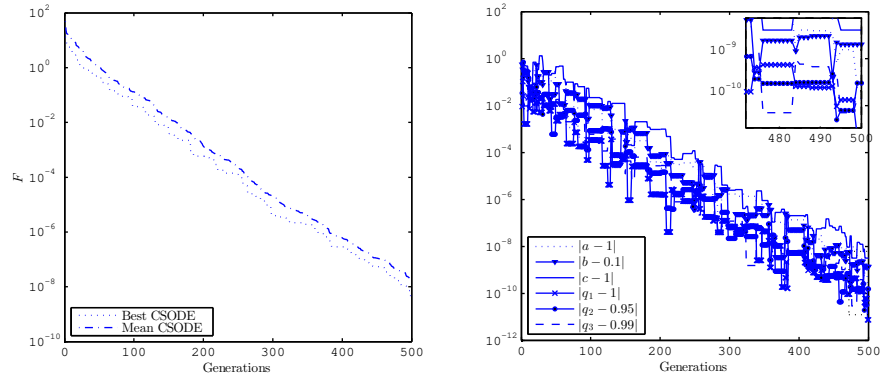 10^2
10^0
10^-2
10^-4
10^-6
10^-8
10^-10
F
0 100 200 300 400 500
Generations
Best CSODE
Mean CSODE
10^2
10^0
10^-2
10^-4
10^-6
10^-8
10^-10
10^-12
0 100 200 300 400 500
Generations
|a − 1|
|b − 0.1|
|c − 1|
|q₁ − 1|
|q₂ − 0.95|
|q₃ − 0.99|
10^-9
10^-10
480 490 500